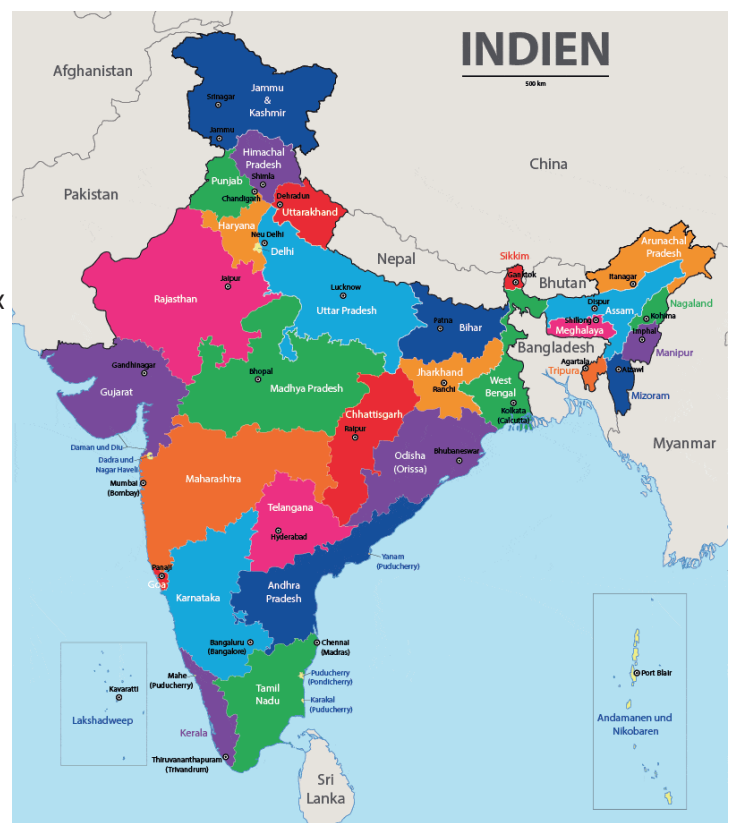 INDIEN
500 km
Afghanistan
Jammu
&
Kashmir
Srinagar
Jammu
Himachal
Pradesh
China
Punjab
Shimla
Pakistan
Chandigarh
Dehradun
Uttarakhand
Haryana
Neu Delhi
Delhi
Nepal
Sikkim
Gangtok
Bhutan
Arunachal
Pradesh
Itanagar
Jaipur
Rajasthan
Lucknow
Uttar Pradesh
Dispur
Assam
Nagaland
Kohima
Patna
Bihar
Shillong
Meghalaya
Imphal
Bangladesh
Manipur
Gandhinagar
Bhopal
Madhya Pradesh
Jharkhand
Ranchi
Agartala
Tripura
Aizawl
Mizoram
Gujarat
West
Bengal
Kolkata
(Calcutta)
Chhattisgarh
Raipur
Myanmar
Daman und Diu
Dadra und
Nagar Haveli
Mumbai
(Bombay)
Maharashtra
Odisha
(Orissa)
Bhubaneswar
Telangana
Hyderabad
Yanam
(Puducherry)
Panaji
Goa
Karnataka
Andhra
Pradesh
Bangaluru
(Bangalore)
Chennai
(Madras)
Mahe
(Puducherry)
Puducherry
(Pondicherry)
Kavaratti
Lakshadweep
Tamil
Nadu
Karakal
(Puducherry)
Port Blair
Andamanen und
Nikobaren
Kerala
Thiruvananthapuram
(Trivandrum)
Sri
Lanka